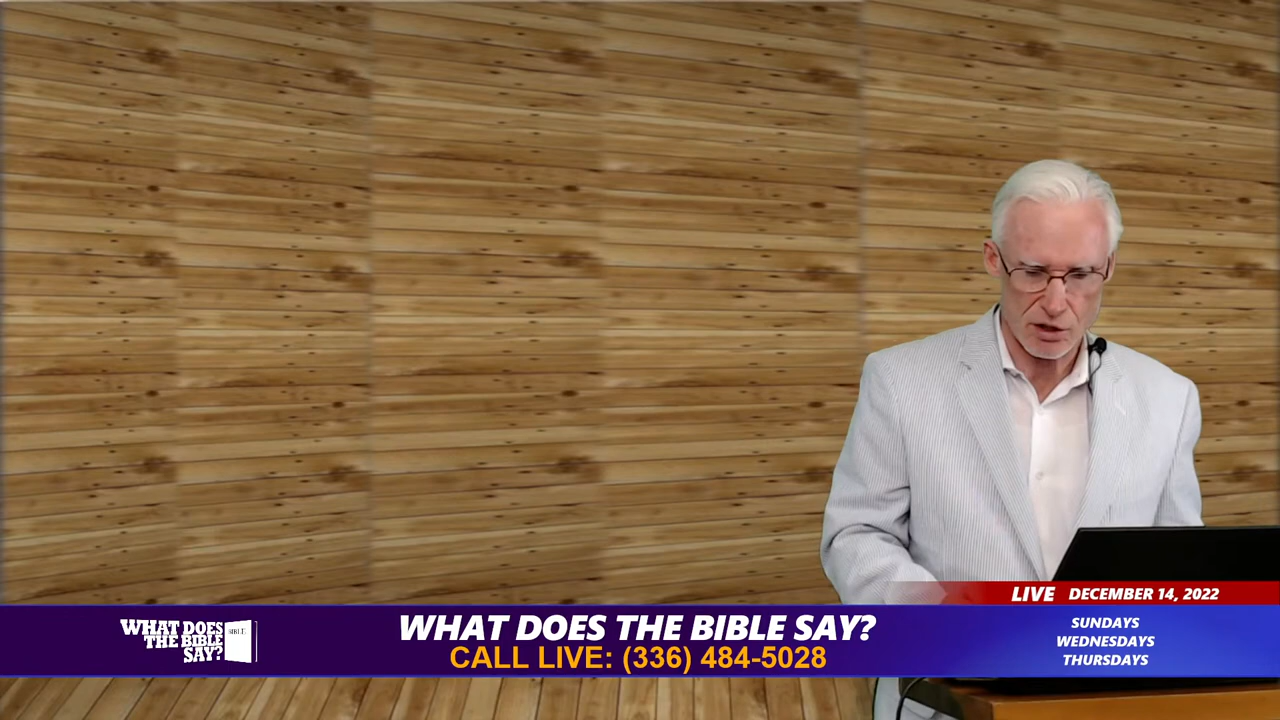 LIVE DECEMBER 14, 2022
WHAT DOES
THE BIBLE
SAY?
BIBLE
WHAT DOES THE BIBLE SAY?
CALL LIVE: (336) 484-5028
SUNDAYS
WEDNESDAYS
THURSDAYS